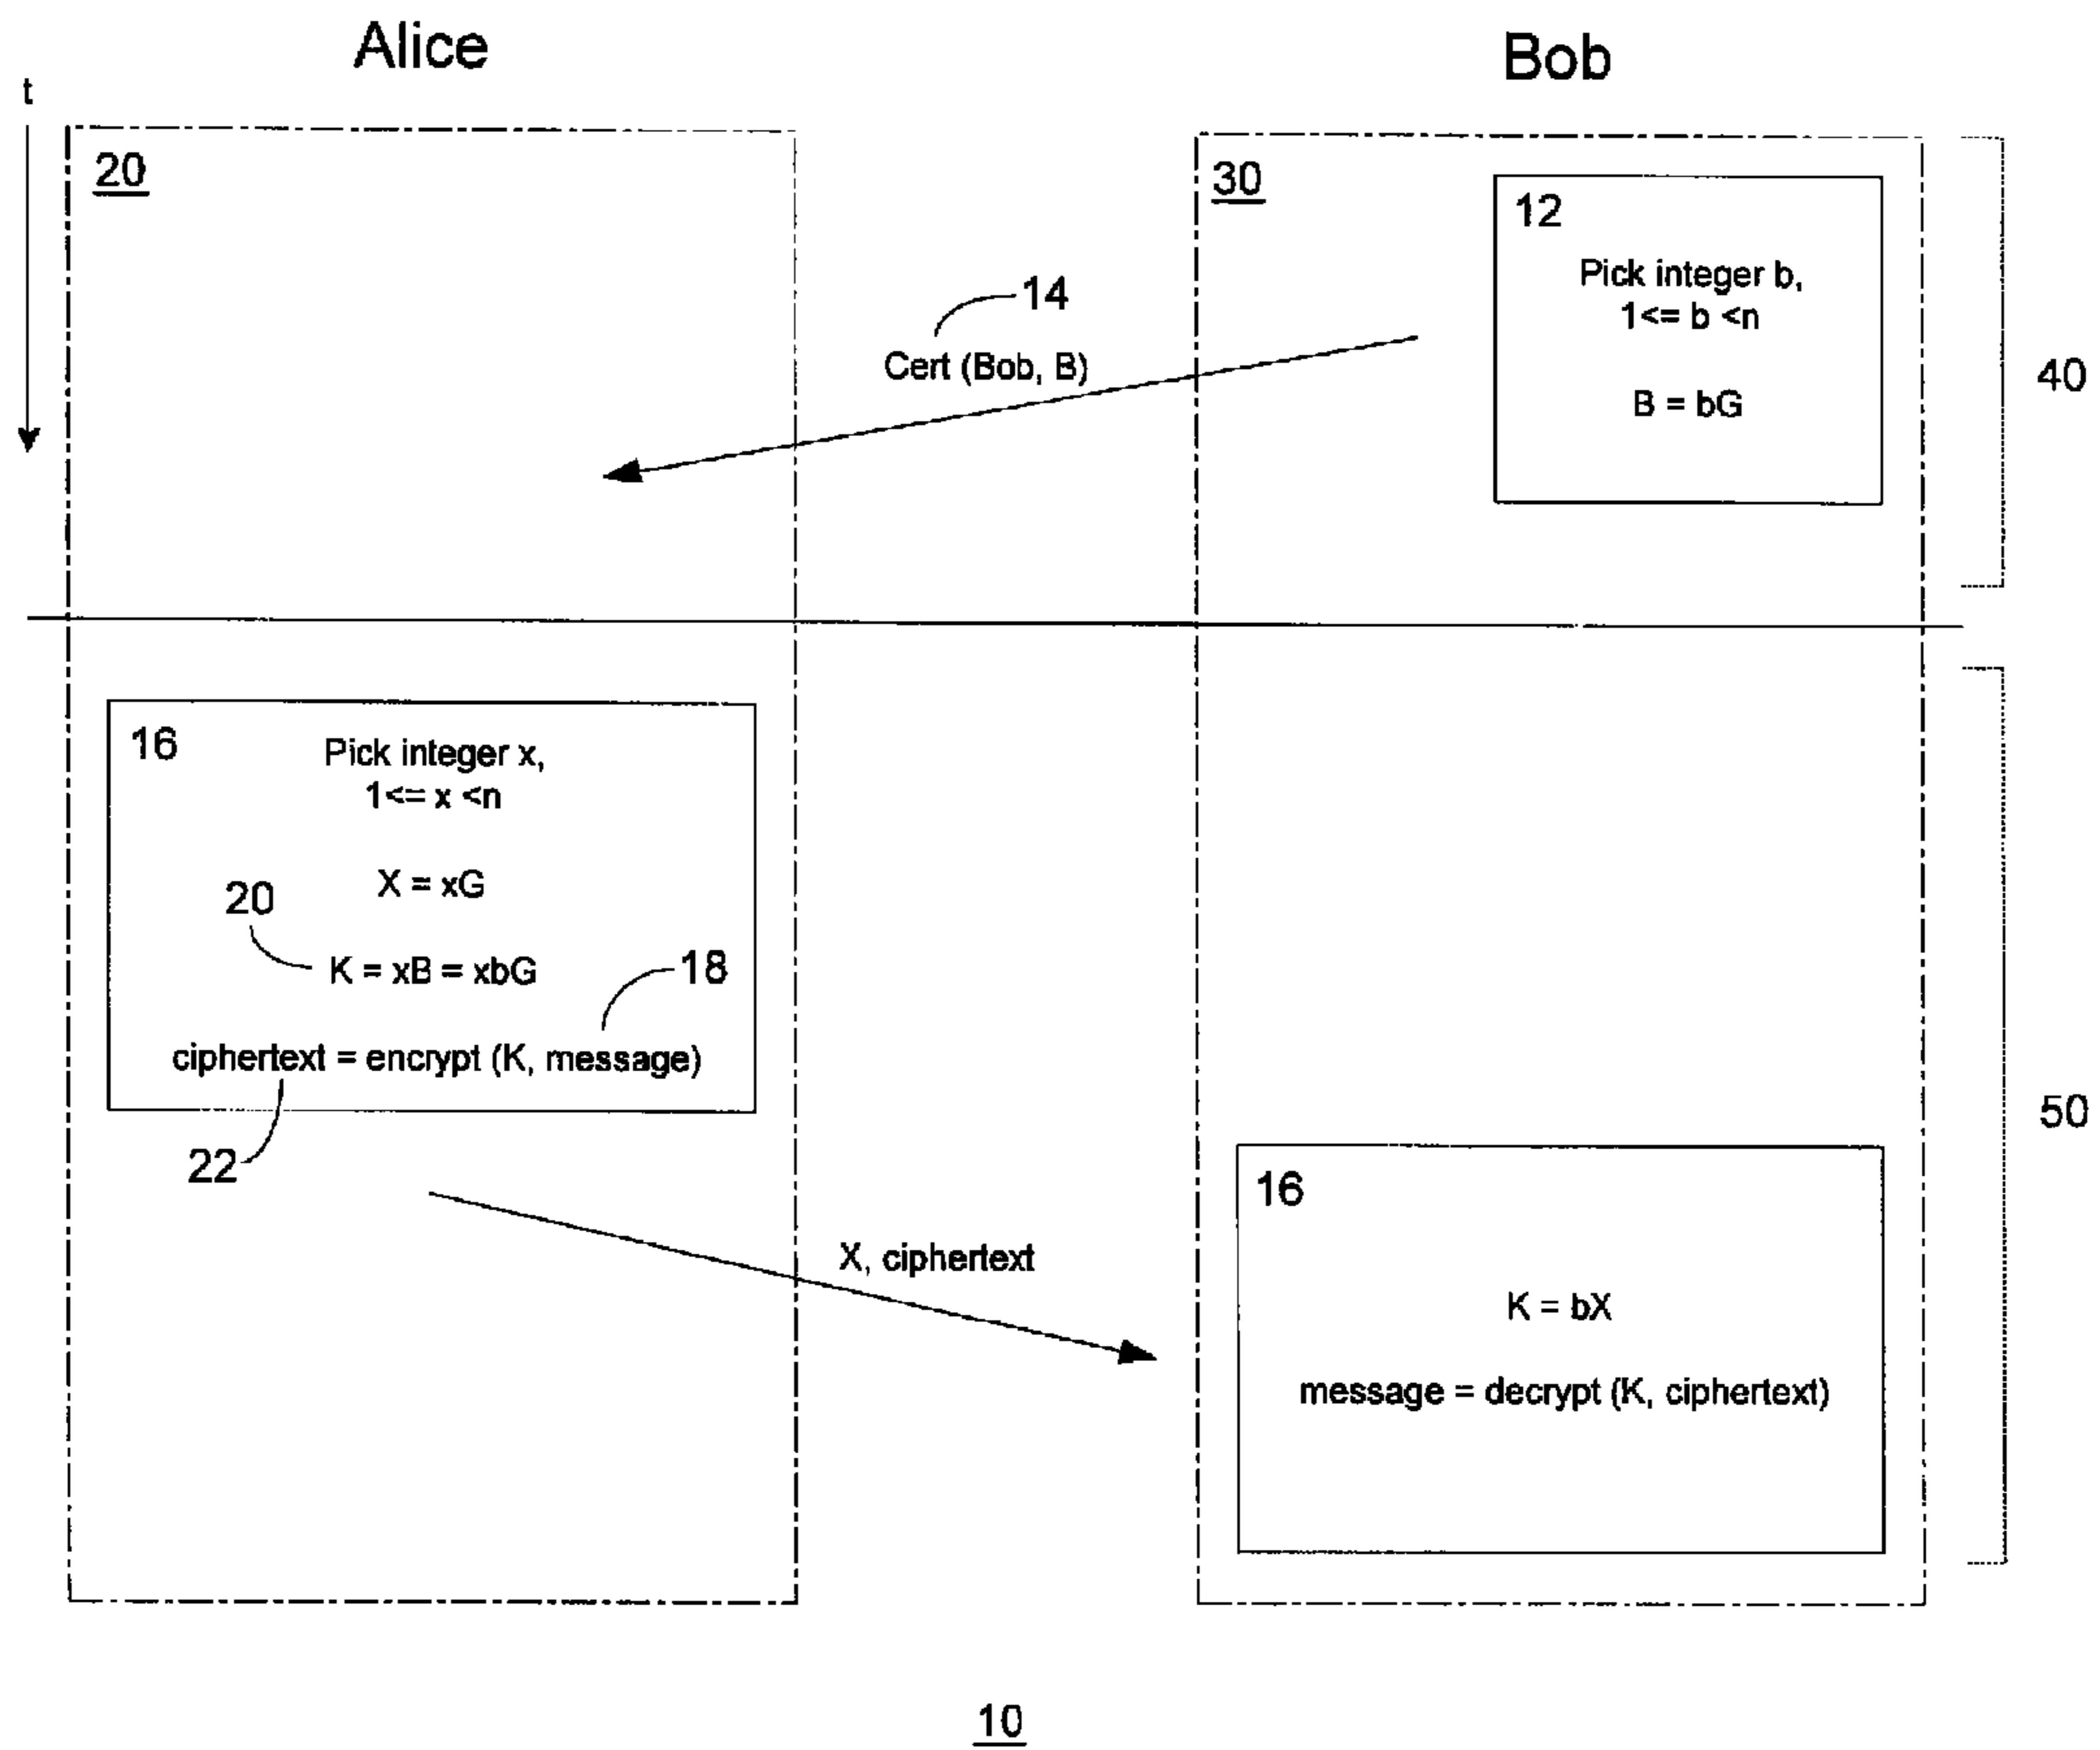 Alice
Bob
t
20
30
12
Pick integer b,
1<= b <n
B = bG
14
Cert (Bob, B)
40
16
Pick integer x,
1<= x <n
X = xG
20
K = xB = xbG
18
ciphertext = encrypt (K, message)
22
X, ciphertext
50
16
K = bX
message = decrypt (K, ciphertext)
10